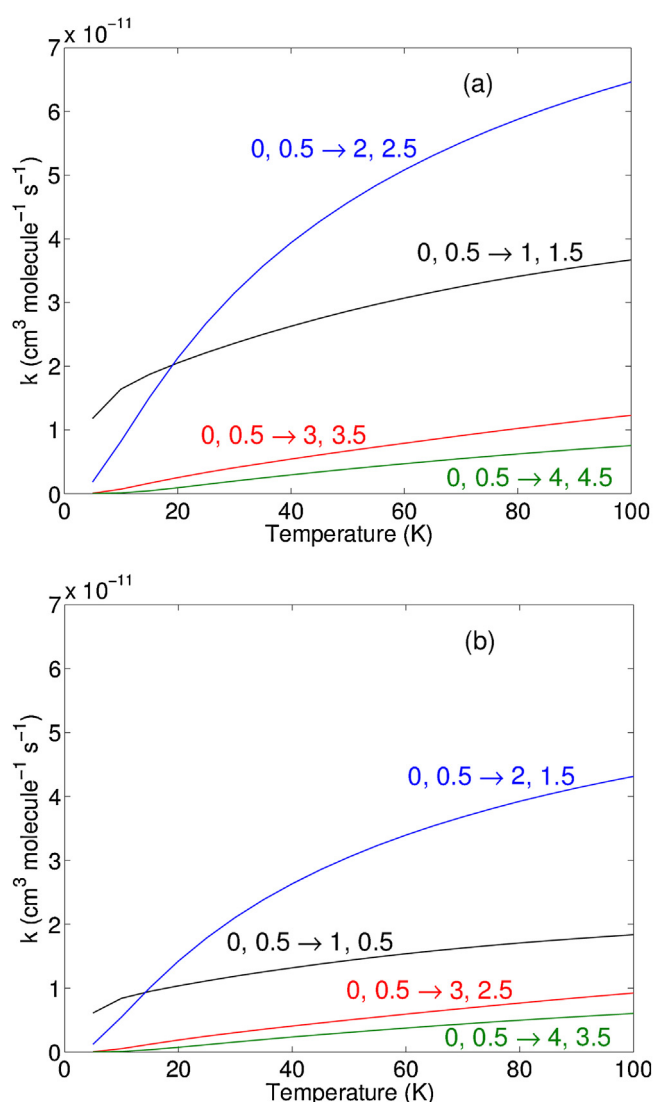 7 x 10⁻¹¹
(a)
6
0, 0.5 → 2, 2.5
5
4
0, 0.5 → 1, 1.5
k (cm³ molecule⁻¹ s⁻¹)
3
2
0, 0.5 → 3, 3.5
1
0, 0.5 → 4, 4.5
0
0 20 40 60 80 100
Temperature (K)
7 x 10⁻¹¹
(b)
6
5
0, 0.5 → 2, 1.5
4
k (cm³ molecule⁻¹ s⁻¹)
3
2
0, 0.5 → 1, 0.5
1
0, 0.5 → 3, 2.5
0, 0.5 → 4, 3.5
0
0 20 40 60 80 100
Temperature (K)